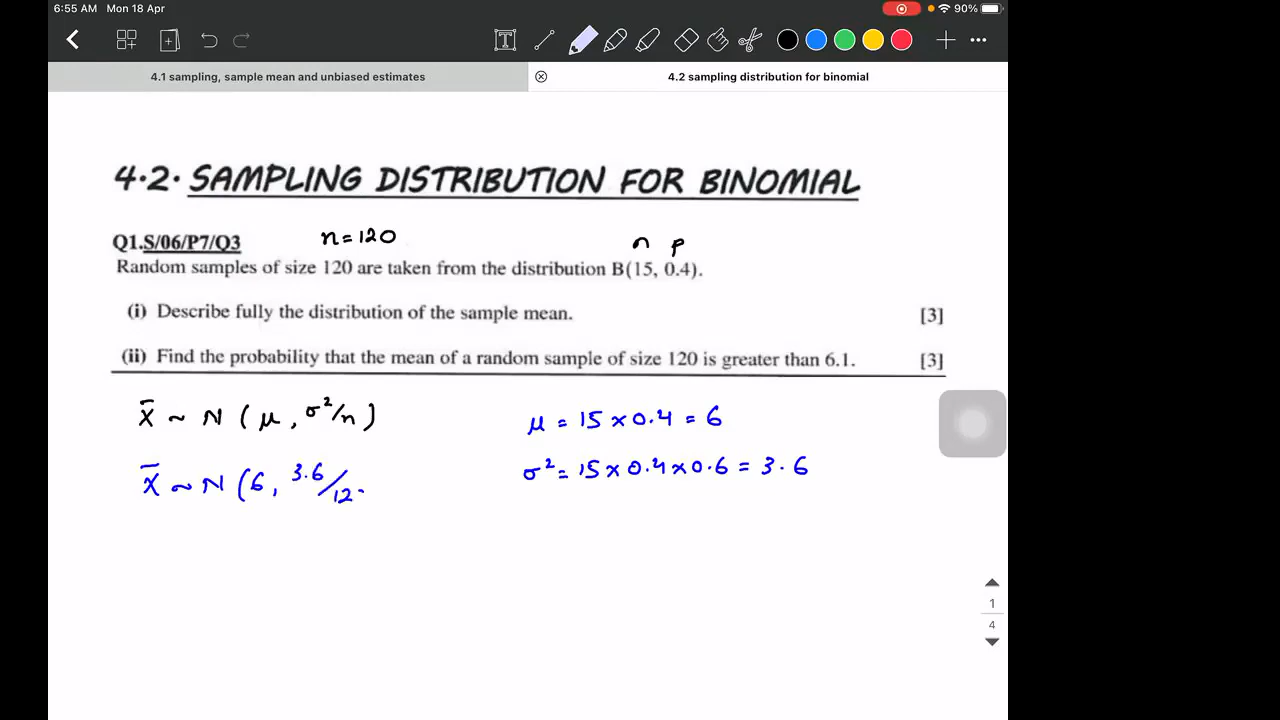 6:55 AM Mon 18 Apr 90%
4.1 sampling, sample mean and unbiased estimates
4.2 sampling distribution for binomial
4.2. SAMPLING DISTRIBUTION FOR BINOMIAL
Q1.S/06/P7/Q3 n = 120 n p
Random samples of size 120 are taken from the distribution B(15, 0.4).
(i) Describe fully the distribution of the sample mean. [3]
(ii) Find the probability that the mean of a random sample of size 120 is greater than 6.1. [3]
X̄ ~ N ( μ , σ²/n ) μ = 15 × 0.4 = 6
X̄ ~ N (6, 3.6/12 σ² = 15 × 0.4 × 0.6 = 3.6
1
4